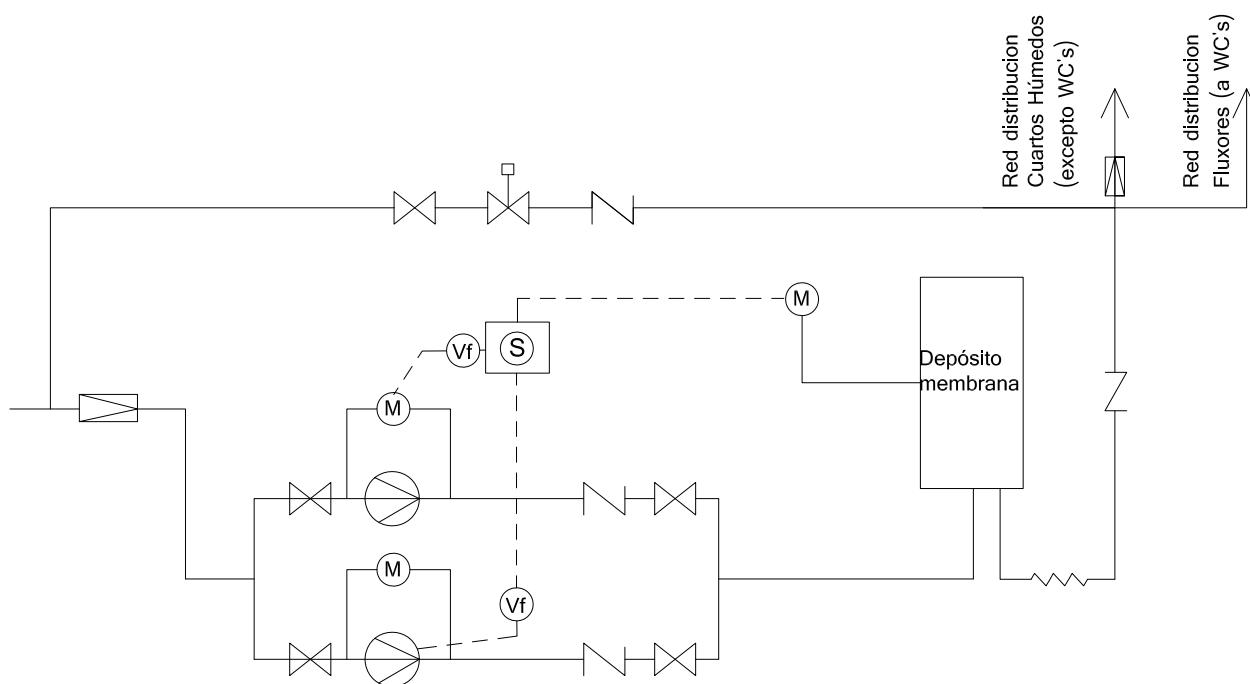 Red distribucion
Cuartos Húmedos
(excepto WC's)
Red distribucion
Fluxores (a WC's)
M
Vf
S
M
Depósito
membrana
M
Vf